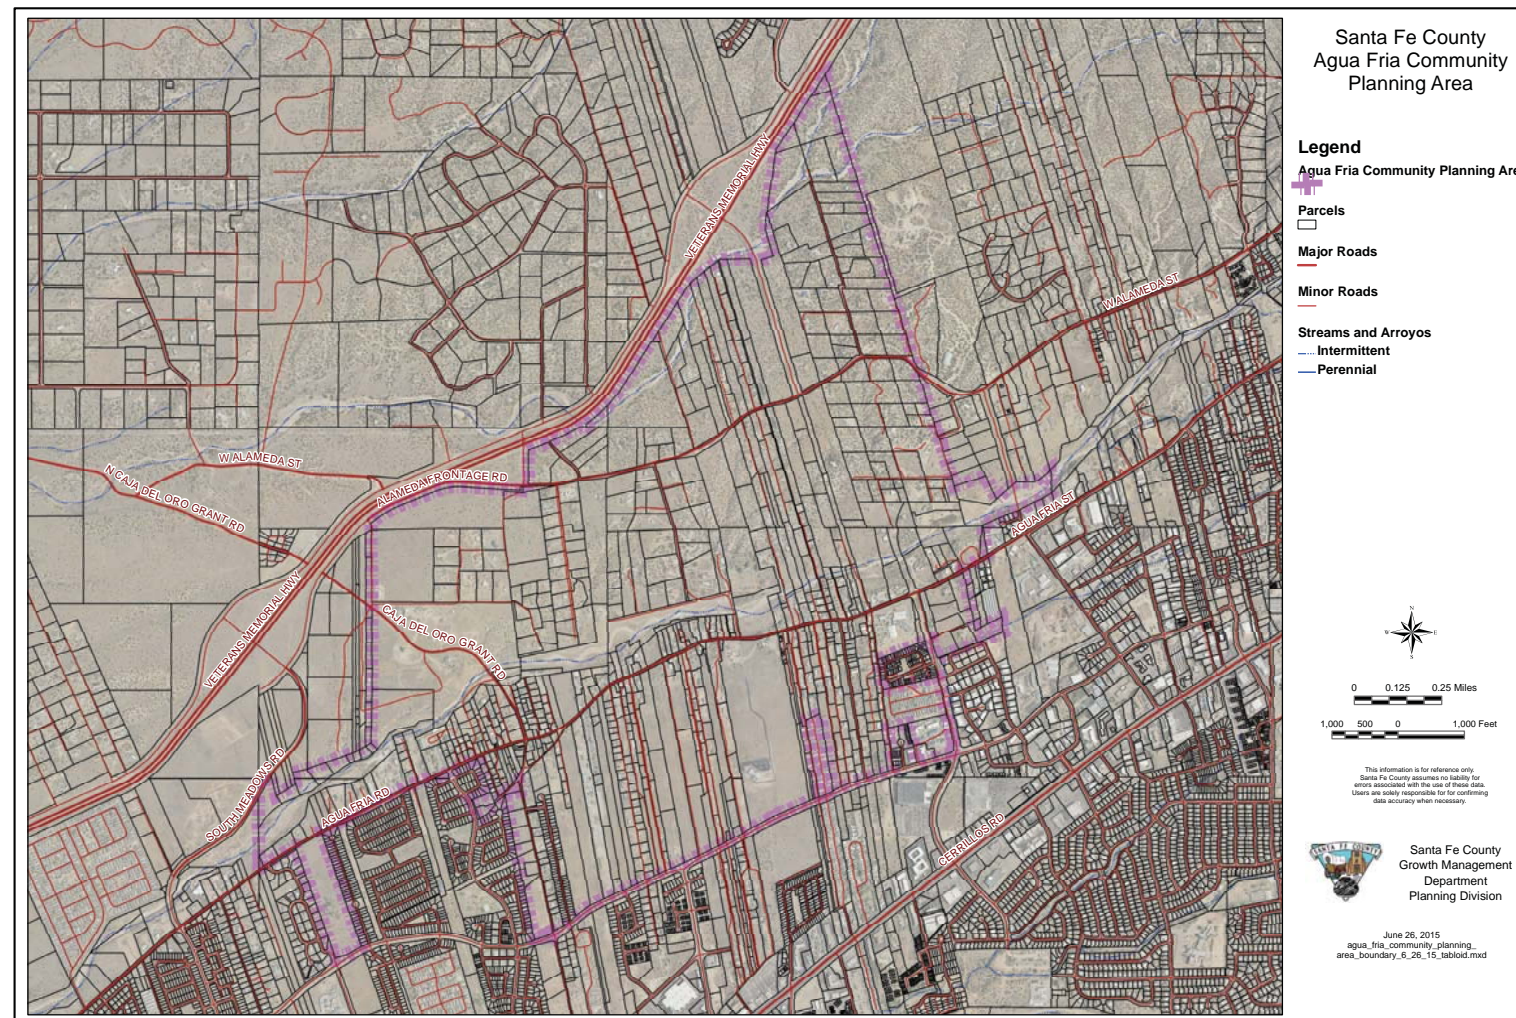 Santa Fe County
Agua Fria Community
Planning Area
Legend
Agua Fria Community Planning Are
Parcels
Major Roads
Minor Roads
Streams and Arroyos
Intermittent
Perennial
VETERANS MEMORIAL HWY
W ALAMEDA ST
W ALAMEDA ST
N CAJA DEL ORO GRANT RD
ALAMEDA FRONTAGE RD
AGUA FRIA ST
VETERANS MEMORIAL HWY
CAJA DEL ORO GRANT RD
SOUTH MEADOWS RD
AGUA FRIA RD
CERRILLOS RD
N
W E
S
0 0.125 0.25 Miles
1,000 500 0 1,000 Feet
This information is for reference only.
Santa Fe County assumes no liability for
errors associated with the use of these data.
Users are solely responsible for for confirming
data accuracy when necessary.
SANTA FE COUNTY
Santa Fe County
Growth Management
Department
Planning Division
June 26, 2015
agua_fria_community_planning_
area_boundary_6_26_15_tabloid.mxd